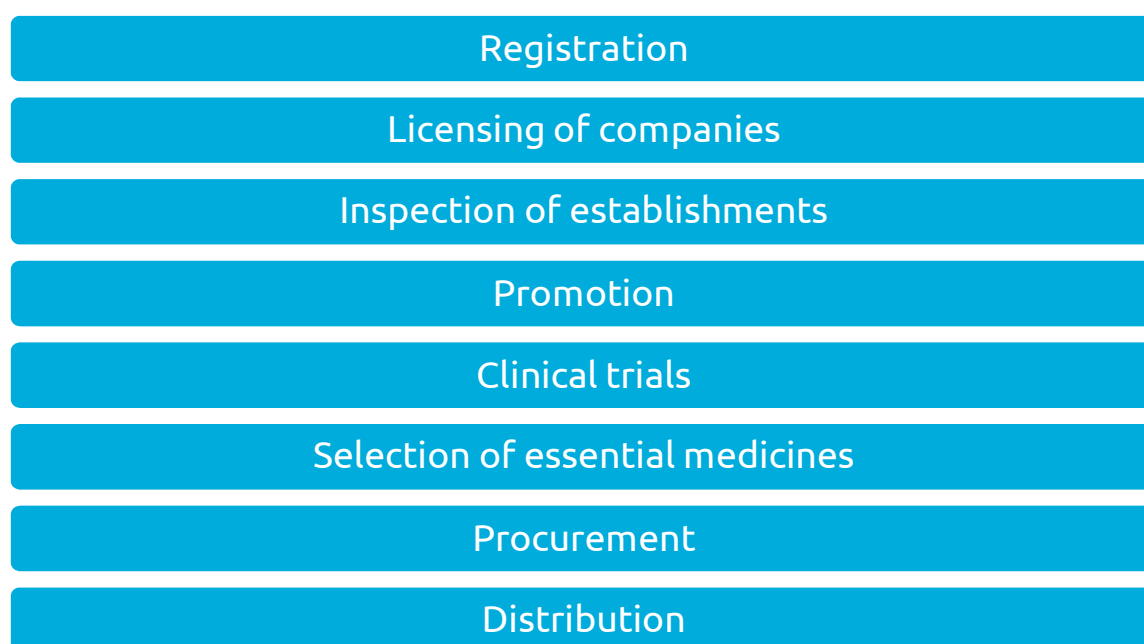 Registration
Licensing of companies
Inspection of establishments
Promotion
Clinical trials
Selection of essential medicines
Procurement
Distribution